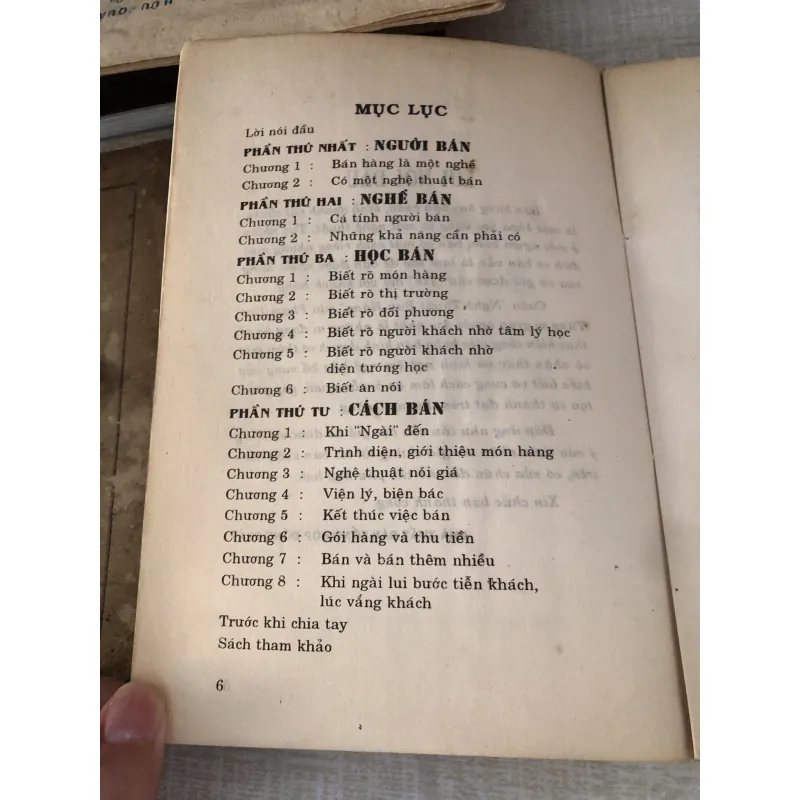 MỤC LỤC
Lời nói đầu
PHẦN THỨ NHẤT : NGƯỜI BÁN
Chương 1 : Bán hàng là một nghề
Chương 2 : Có một nghệ thuật bán
PHẦN THỨ HAI : NGHỀ BÁN
Chương 1 : Cá tính người bán
Chương 2 : Những khả năng cần phải có
PHẦN THỨ BA : HỌC BÁN
Chương 1 : Biết rõ món hàng
Chương 2 : Biết rõ thị trường
Chương 3 : Biết rõ đối phương
Chương 4 : Biết rõ người khách nhờ tâm lý học
Chương 5 : Biết rõ người khách nhờ
diện tướng học
Chương 6 : Biết ăn nói
PHẦN THỨ TƯ : CÁCH BÁN
Chương 1 : Khi "Ngài" đến
Chương 2 : Trình diện, giới thiệu món hàng
Chương 3 : Nghệ thuật nói giá
Chương 4 : Viện lý, biện bác
Chương 5 : Kết thúc việc bán
Chương 6 : Gói hàng và thu tiền
Chương 7 : Bán và bán thêm nhiều
Chương 8 : Khi ngài lui bước tiễn khách,
lúc vắng khách
Trước khi chia tay
Sách tham khảo
6